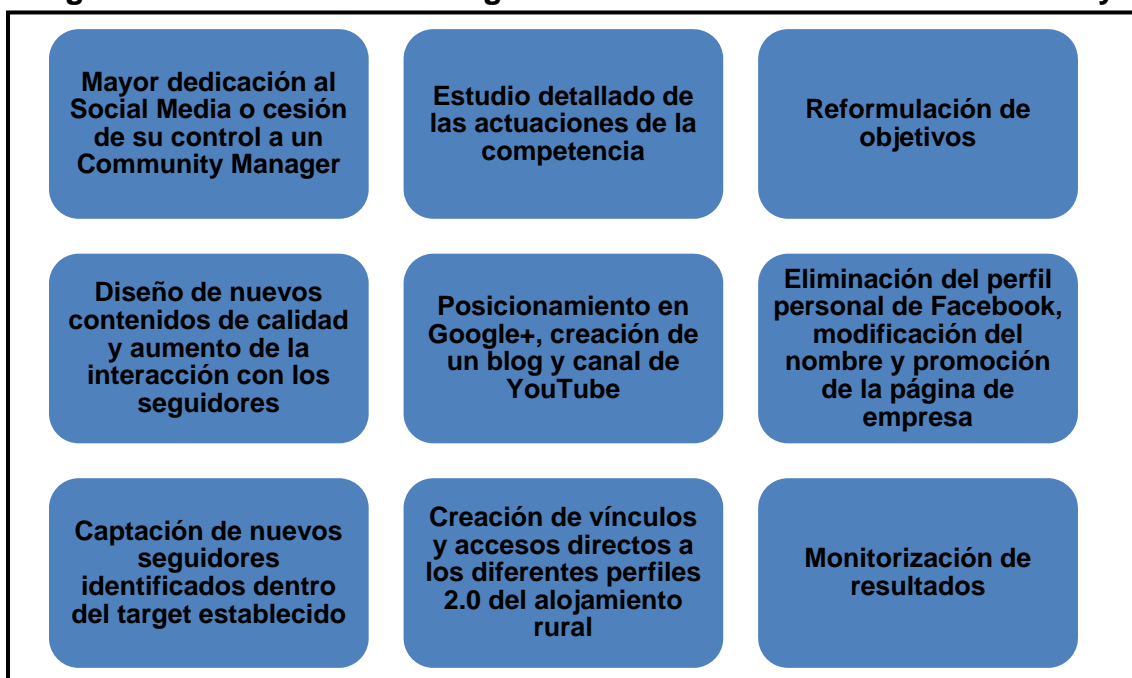 Mayor dedicación al
Social Media o cesión
de su control a un
Community Manager
Estudio detallado de
las actuaciones de la
competencia
Reformulación de
objetivos
Diseño de nuevos
contenidos de calidad
y aumento de la
interacción con los
seguidores
Posicionamiento en
Google+, creación de
un blog y canal de
YouTube
Eliminación del perfil
personal de Facebook,
modificación del
nombre y promoción
de la página de
empresa
Captación de nuevos
seguidores
identificados dentro
del target establecido
Creación de vínculos
y accesos directos a
los diferentes perfiles
2.0 del alojamiento
rural
Monitorización de
resultados